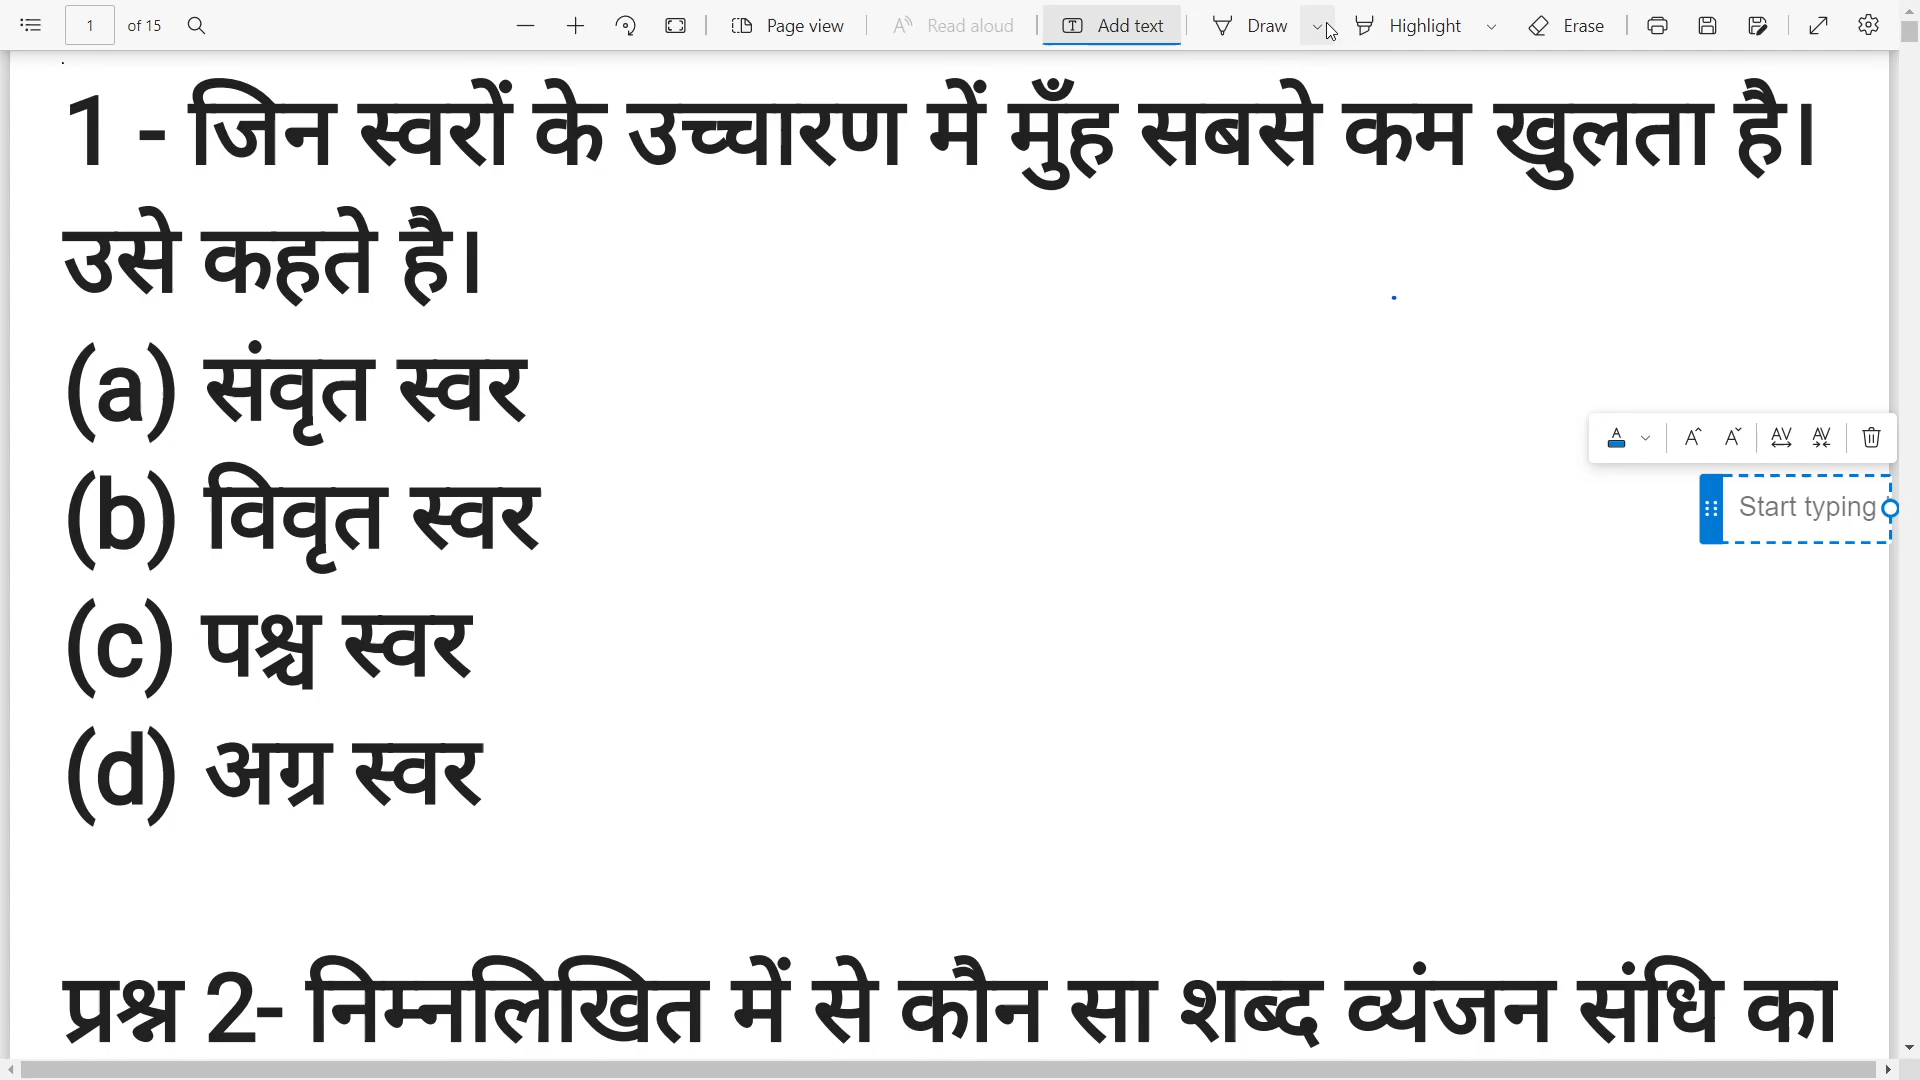 1 of 15 Page view Read aloud Add text Draw Highlight Erase
1 - जिन स्वरों के उच्चारण में मुँह सबसे कम खुलता है।
उसे कहते है।
(a) संवृत स्वर
(b) विवृत स्वर
Start typing
(c) पश्च स्वर
(d) अग्र स्वर
प्रश्न 2- निम्नलिखित में से कौन सा शब्द व्यंजन संधि का